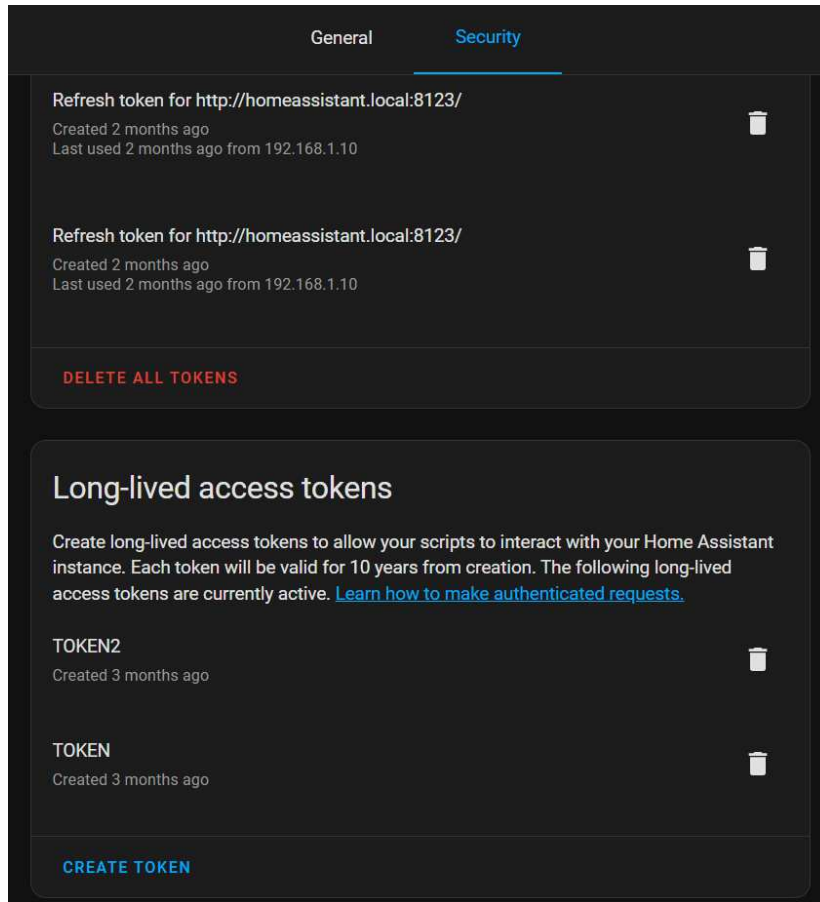 General
Security
Refresh token for http://homeassistant.local:8123/
Created 2 months ago
Last used 2 months ago from 192.168.1.10
Refresh token for http://homeassistant.local:8123/
Created 2 months ago
Last used 2 months ago from 192.168.1.10
DELETE ALL TOKENS
Long-lived access tokens
Create long-lived access tokens to allow your scripts to interact with your Home Assistant
instance. Each token will be valid for 10 years from creation. The following long-lived
access tokens are currently active. Learn how to make authenticated requests.
TOKEN2
Created 3 months ago
TOKEN
Created 3 months ago
CREATE TOKEN